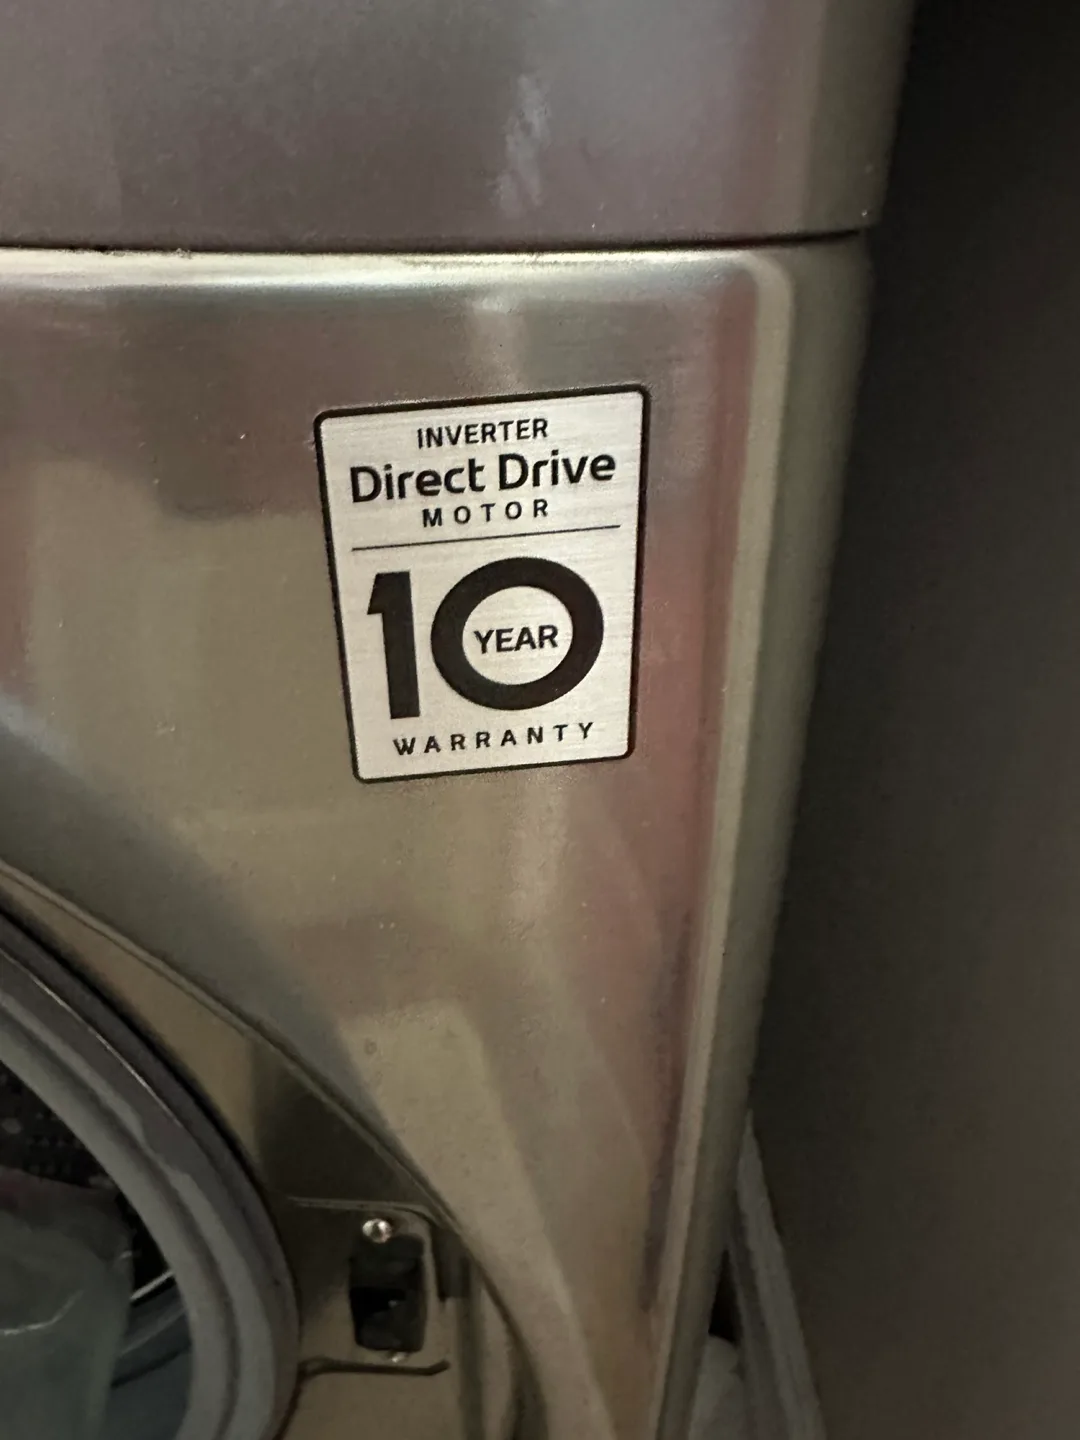 INVERTER
Direct Drive
MOTOR
10
YEAR
WARRANTY